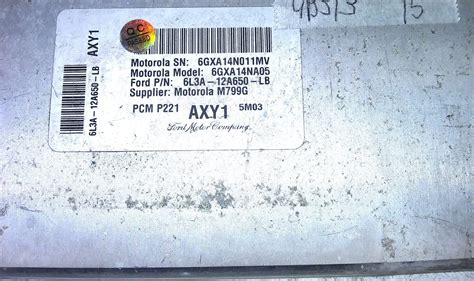 15
AXY1
6L3A-12A650-LB
QC
Motorola SN: 6GXA14N011MV
Motorola Model: 6GXA14NA05
Ford P/N: 6L3A-12A650-LB
Supplier: Motorola M799G
PCM P221 AXY1 5M03
Ford Motor Company